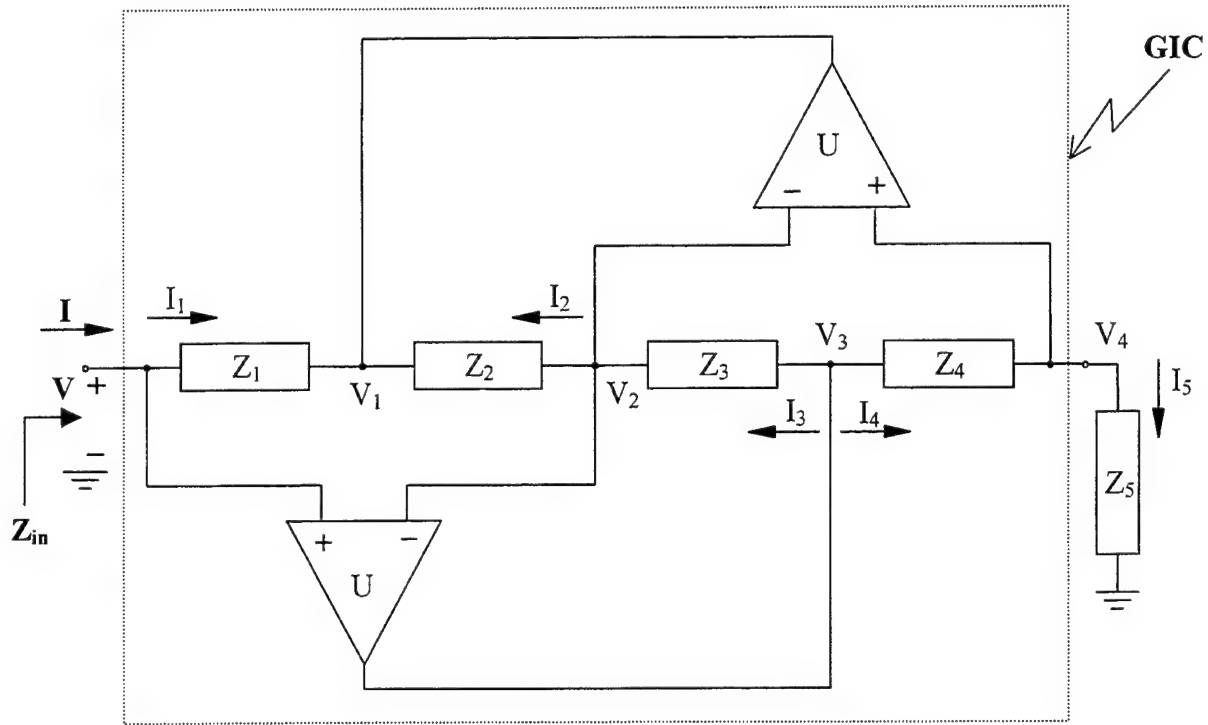 GIC
U
− +
I
I₁
I₂
V
+
−
Z₁
V₁
Z₂
V₂
Z₃
V₃
Z₄
V₄
I₃
I₄
I₅
Z₅
Zin
+ −
U